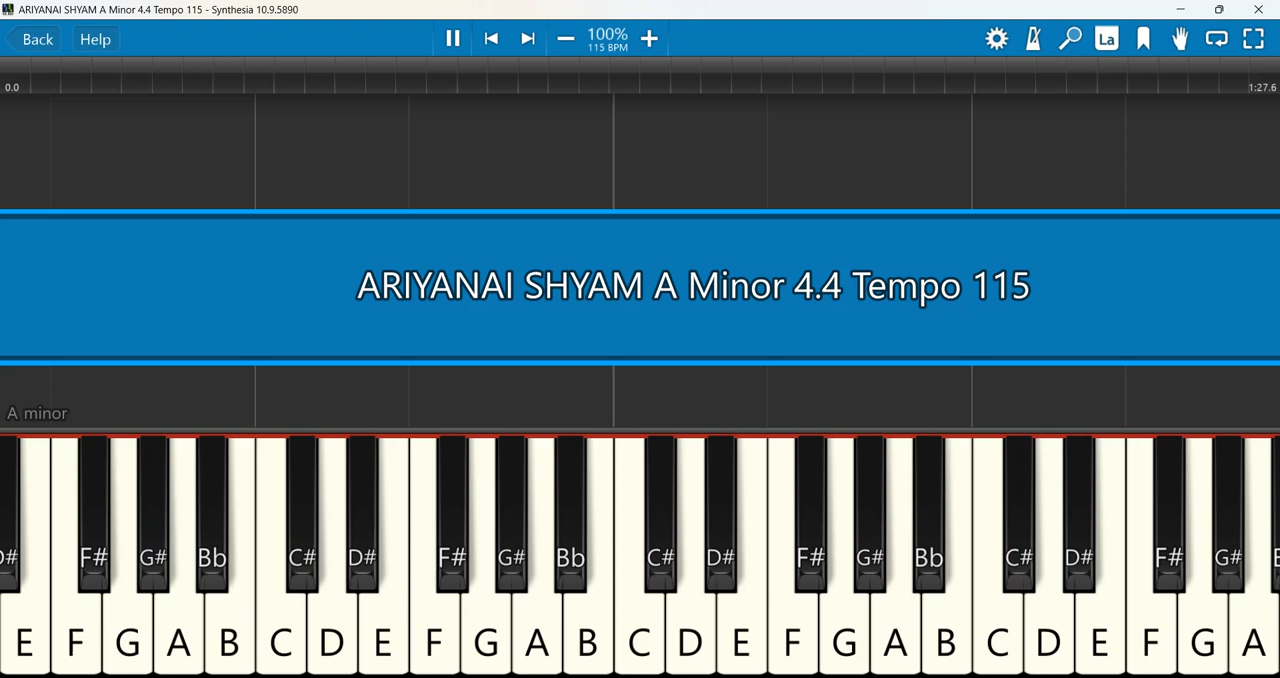 ARIYANAI SHYAM A Minor 4.4 Tempo 115 - Synthesia 10.9.5890
Back Help 100% La
115 BPM
0.0 1:27.6
ARIYANAI SHYAM A Minor 4.4 Tempo 115
A minor
D# F# G# Bb C# D# F# G# Bb C# D# F# G# Bb C# D# F# G#
E F G A B C D E F G A B C D E F G A B C D E F G A